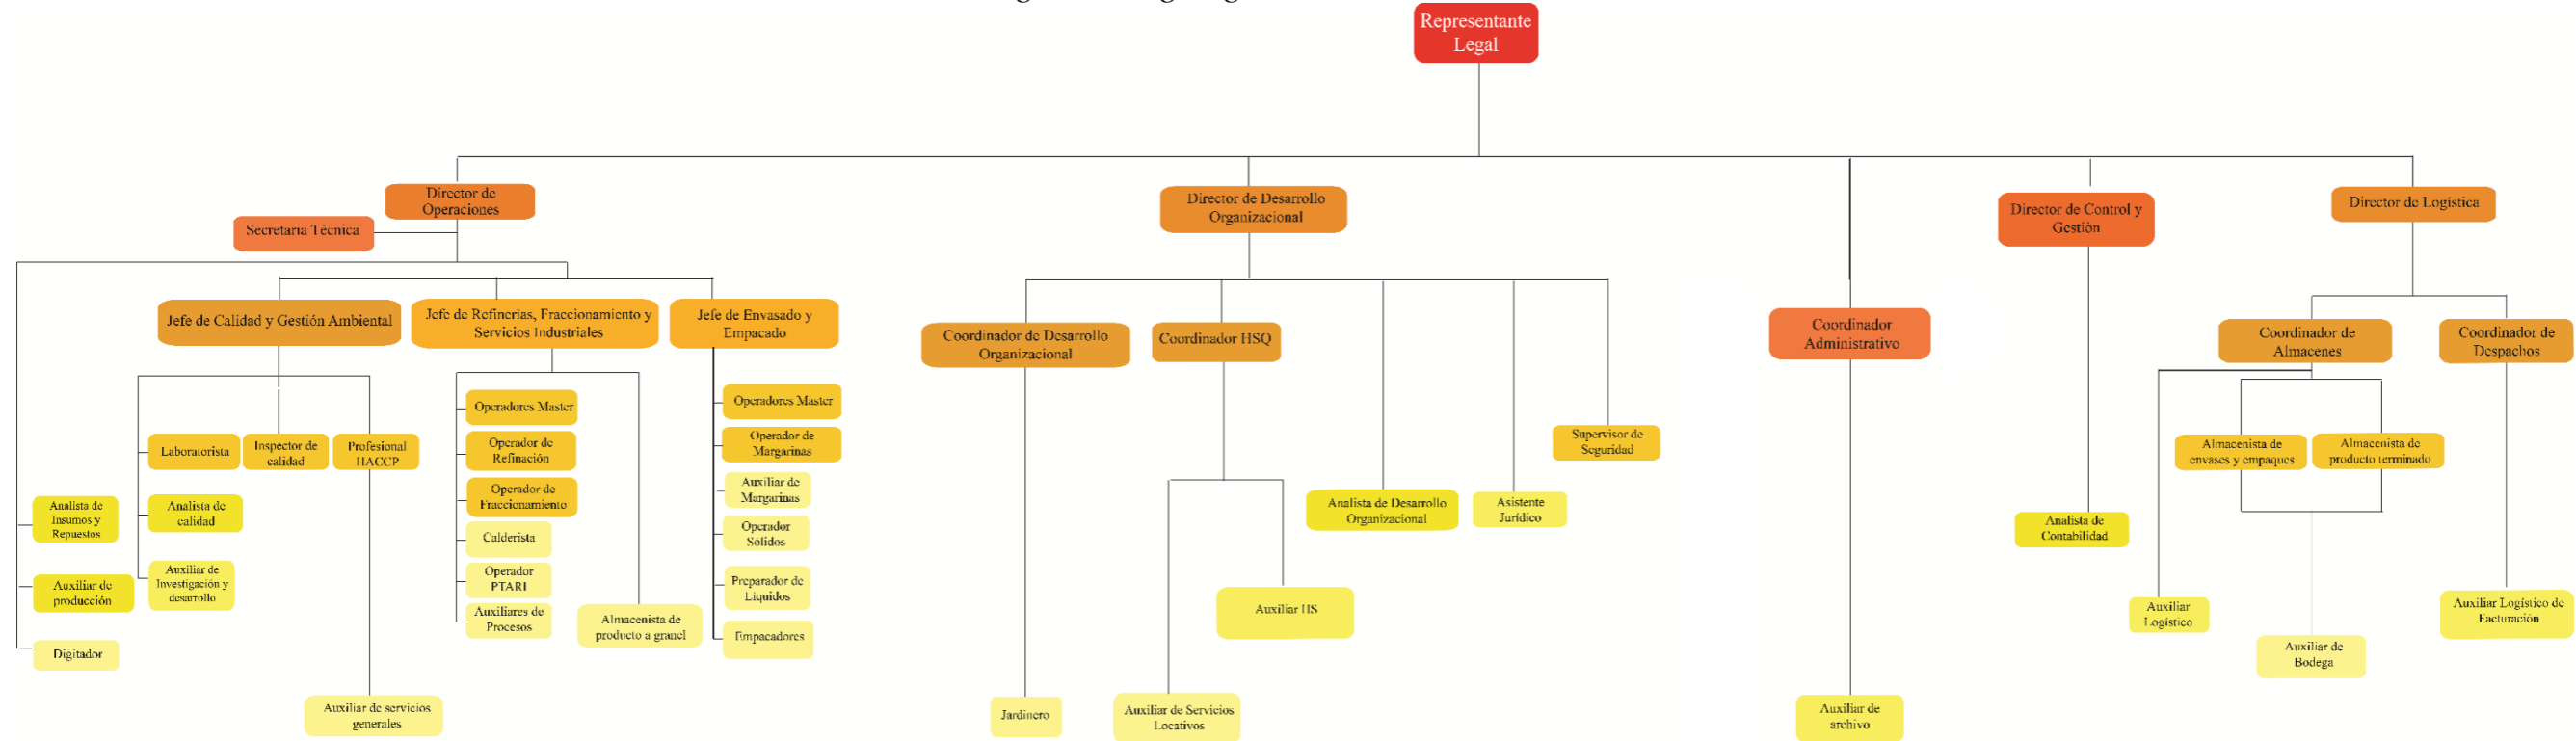 Representante
Legal
Director de
Operaciones
Secretaria Técnica
Director de Desarrollo
Organizacional
Director de Control y
Gestión
Director de Logística
Jefe de Calidad y Gestión Ambiental
Jefe de Refinerias, Fraccionamiento y
Servicios Industriales
Jefe de Envasado y
Empacado
Coordinador de Desarrollo
Organizacional
Coordinador HSQ
Coordinador
Administrativo
Coordinador de
Almacenes
Coordinador de
Despachos
Laboratorista
Inspector de
calidad
Profesional
HACCP
Analista de
Insumos y
Repuestos
Analista de
calidad
Auxiliar de
producción
Auxiliar de
Investigación y
desarrollo
Digitador
Auxiliar de servicios
generales
Operadores Master
Operador de
Refinación
Operador de
Fraccionamiento
Calderista
Operador
PTARI
Auxiliares de
Procesos
Almacenista de
producto a granel
Operadores Master
Operador de
Margarinas
Auxiliar de
Margarinas
Operador
Sólidos
Preparador de
Liquidos
Empacadores
Supervisor de
Seguridad
Analista de Desarrollo
Organizacional
Asistente
Jurídico
Auxiliar HS
Jardinero
Auxiliar de Servicios
Locativos
Auxiliar de
archivo
Analista de
Contabilidad
Almacenista de
envases y empaques
Almacenista de
producto terminado
Auxiliar
Logístico
Auxiliar de
Bodega
Auxiliar Logístico de
Facturación